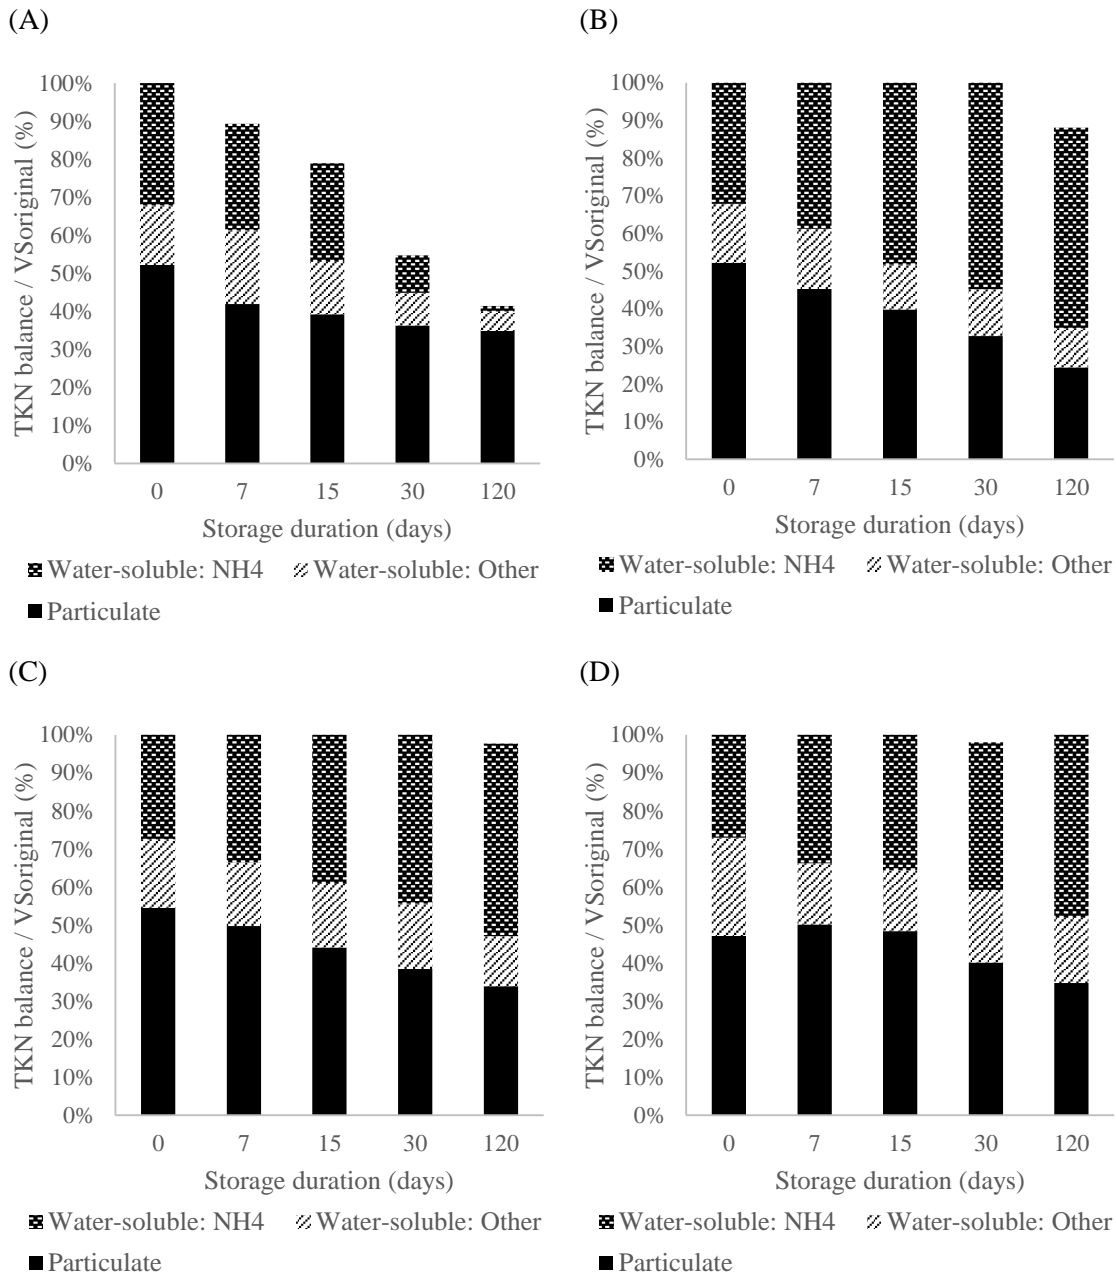 (A)
TKN balance / VSoriginal (%)
100%
90%
80%
70%
60%
50%
40%
30%
20%
10%
0%
0 7 15 30 120
Storage duration (days)
Water-soluble: NH4 Water-soluble: Other
Particulate
(B)
TKN balance / VSoriginal (%)
100%
90%
80%
70%
60%
50%
40%
30%
20%
10%
0%
0 7 15 30 120
Storage duration (days)
Water-soluble: NH4 Water-soluble: Other
Particulate
(C)
TKN balance / VSoriginal (%)
100%
90%
80%
70%
60%
50%
40%
30%
20%
10%
0%
0 7 15 30 120
Storage duration (days)
Water-soluble: NH4 Water-soluble: Other
Particulate
(D)
TKN balance / VSoriginal (%)
100%
90%
80%
70%
60%
50%
40%
30%
20%
10%
0%
0 7 15 30 120
Storage duration (days)
Water-soluble: NH4 Water-soluble: Other
Particulate